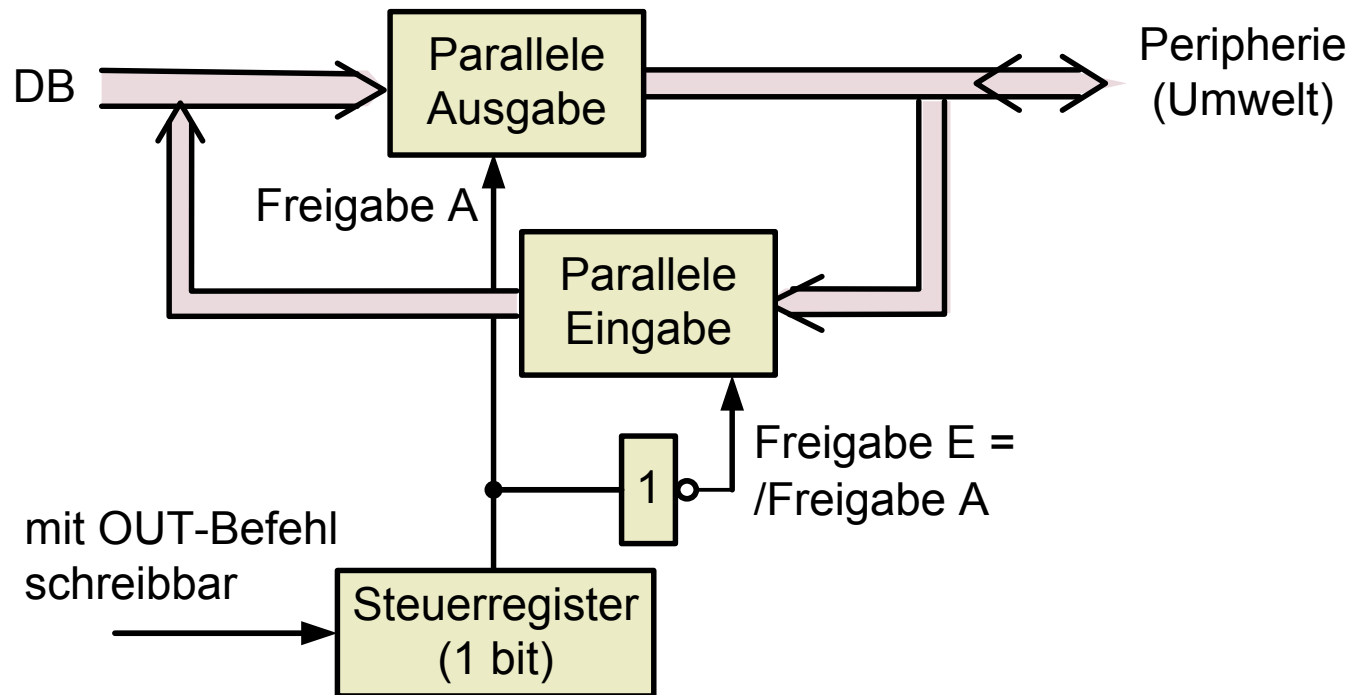 DB
Parallele
Ausgabe
Peripherie
(Umwelt)
Freigabe A
Parallele
Eingabe
1
Freigabe E =
/Freigabe A
mit OUT-Befehl
schreibbar
Steuerregister
(1 bit)